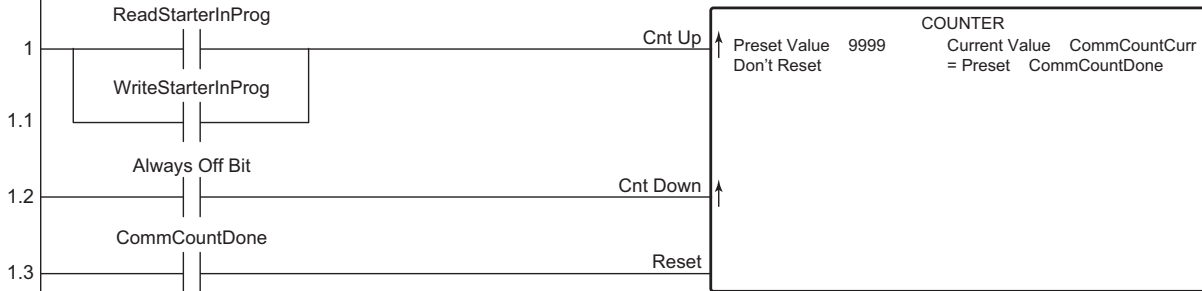 ReadStarterInProg
1
Cnt Up
COUNTER
Preset Value 9999 Current Value CommCountCurr
Don't Reset = Preset CommCountDone
WriteStarterInProg
1.1
Always Off Bit
1.2
Cnt Down
CommCountDone
1.3
Reset